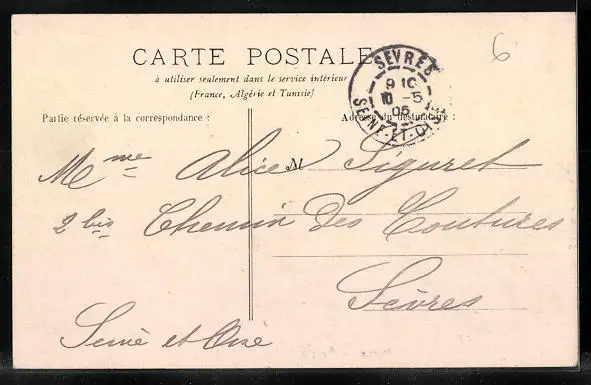 6
CARTE POSTALE
à utiliser seulement dans le service intérieur
(France, Algérie et Tunisie)
SEVRES
9 10
10 -5
05
SEINE-ET-OISE
Partie réservée à la correspondance :
Adresse du destinataire :
M
Mme Alice Siguret
2 bis Chemin des Coutures
Sèvres
Seine et Oise